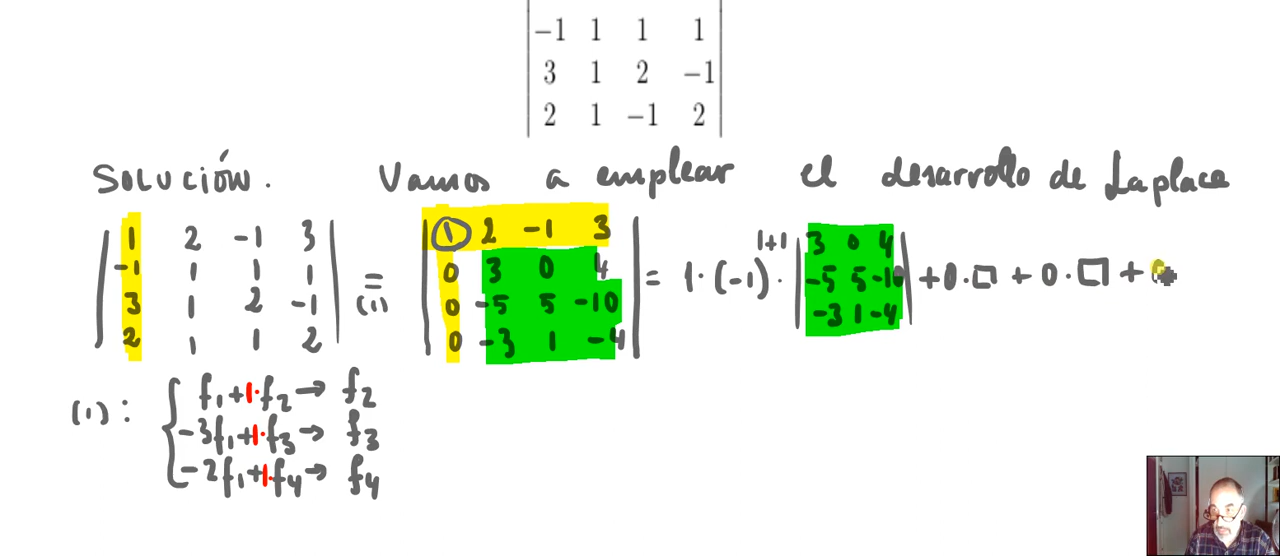 -1 1 1 1
3 1 2 -1
2 1 -1 2
SOLUCIÓN. Vamos a emplear el desarrollo de Laplace
| 1 2 -1 3 | | 1 2 -1 3 | 1+1 | 3 0 4 |
| -1 1 1 1 | = | 0 3 0 4 | = 1·(-1) · | -5 5 -10 | + 0·□ + 0·□ +
| 3 1 2 -1 | (1) | 0 -5 5 -10 | | -3 1 -4 |
| 2 1 1 2 | | 0 -3 1 -4 |
(1): { f1+1·f2 → f2
-3f1+1·f3 → f3
-2f1+1·f4 → f4